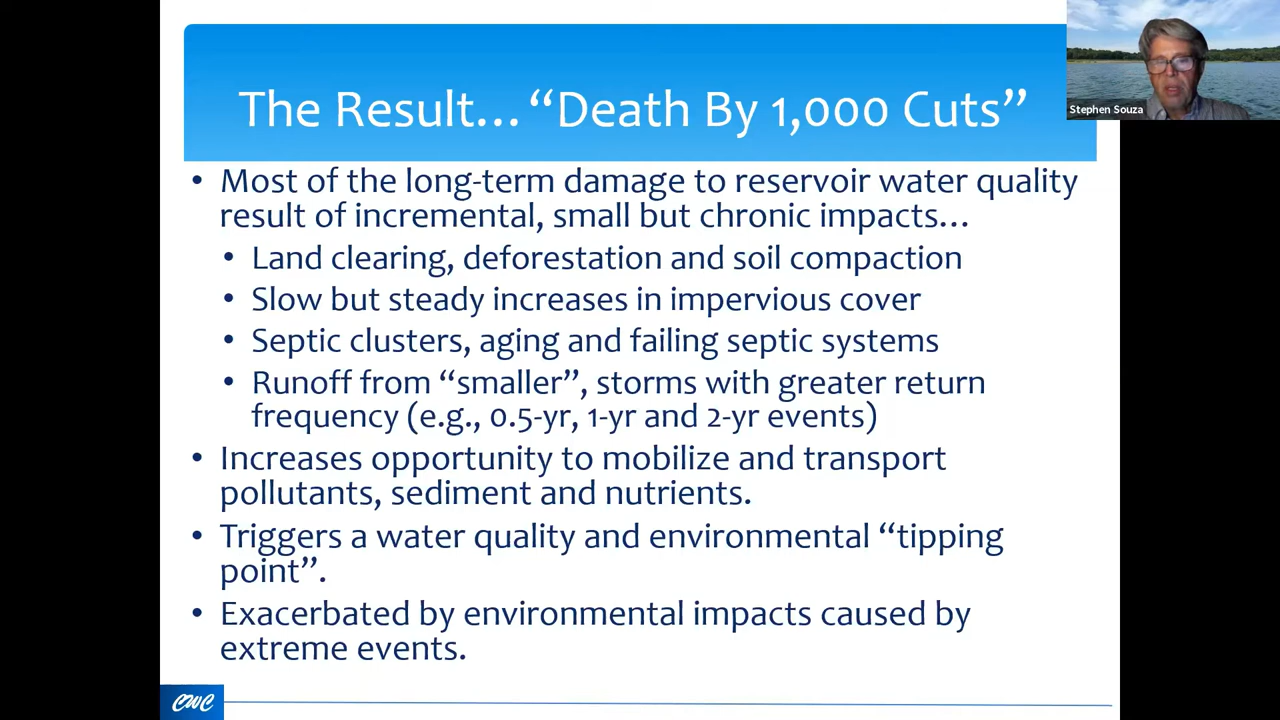 The Result… “Death By 1,000 Cuts”
Stephen Souza
• Most of the long-term damage to reservoir water quality
result of incremental, small but chronic impacts…
• Land clearing, deforestation and soil compaction
• Slow but steady increases in impervious cover
• Septic clusters, aging and failing septic systems
• Runoff from “smaller”, storms with greater return
frequency (e.g., 0.5-yr, 1-yr and 2-yr events)
• Increases opportunity to mobilize and transport
pollutants, sediment and nutrients.
• Triggers a water quality and environmental “tipping
point”.
• Exacerbated by environmental impacts caused by
extreme events.
CWC